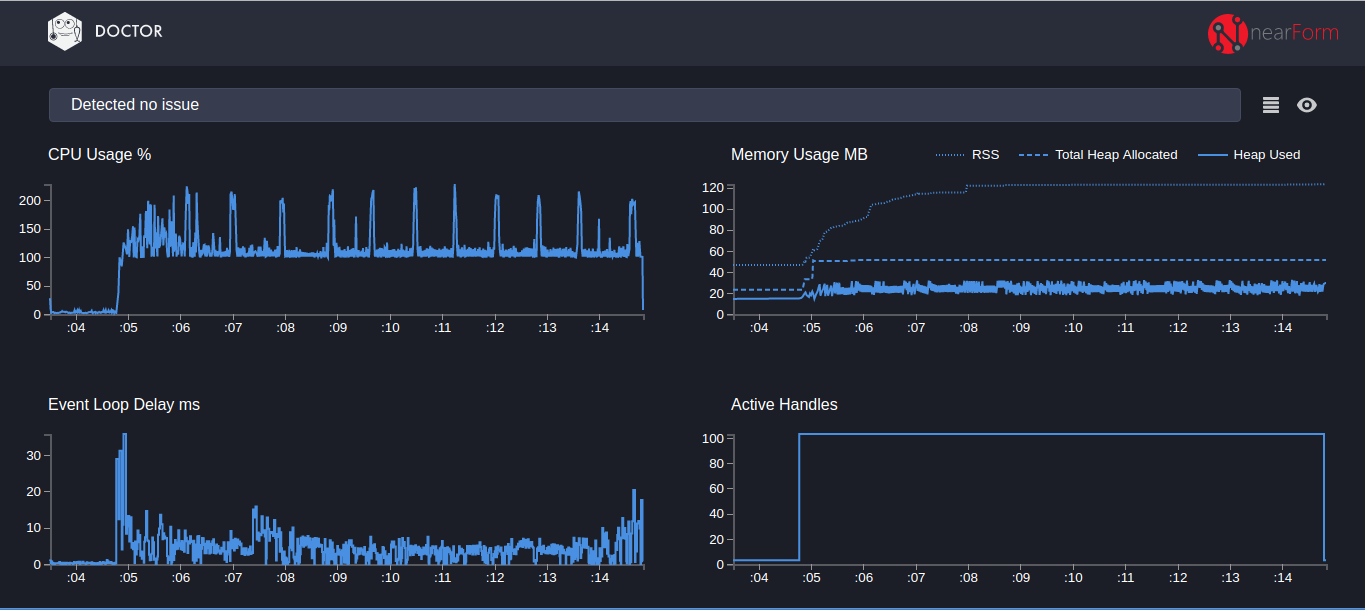 DOCTOR
nearForm
Detected no issue
CPU Usage %
200
150
100
50
0
:04 :05 :06 :07 :08 :09 :10 :11 :12 :13 :14
Memory Usage MB
RSS Total Heap Allocated Heap Used
120
100
80
60
40
20
0
:04 :05 :06 :07 :08 :09 :10 :11 :12 :13 :14
Event Loop Delay ms
30
20
10
0
:04 :05 :06 :07 :08 :09 :10 :11 :12 :13 :14
Active Handles
100
80
60
40
20
0
:04 :05 :06 :07 :08 :09 :10 :11 :12 :13 :14